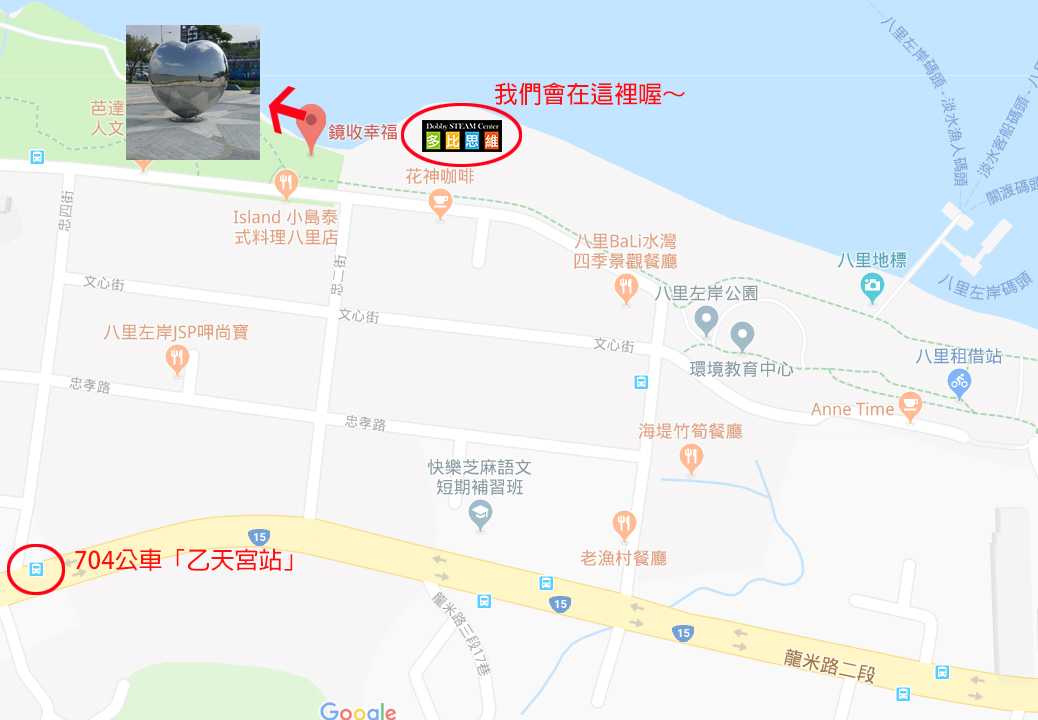 我們會在這裡喔～
Dobby STEAM Center
多比思維
鏡收幸福
芭達
人文
花神咖啡
Island 小島泰
式料理八里店
八里BaLi水灣
四季景觀餐廳
八里左岸碼頭 - 淡水漁人碼頭
淡水客船碼頭 - 八里
關渡碼頭
八里左岸碼頭
八里地標
八里左岸公園
環境教育中心
八里租借站
Anne Time
忠四街
忠二街
文心街
文心街
文心街
八里左岸JSP呷尚寶
忠孝路
忠孝路
海堤竹筍餐廳
快樂芝麻語文
短期補習班
老漁村餐廳
15
704公車「乙天宮站」
15
15
龍米路二段
龍米路三段17巷
Google